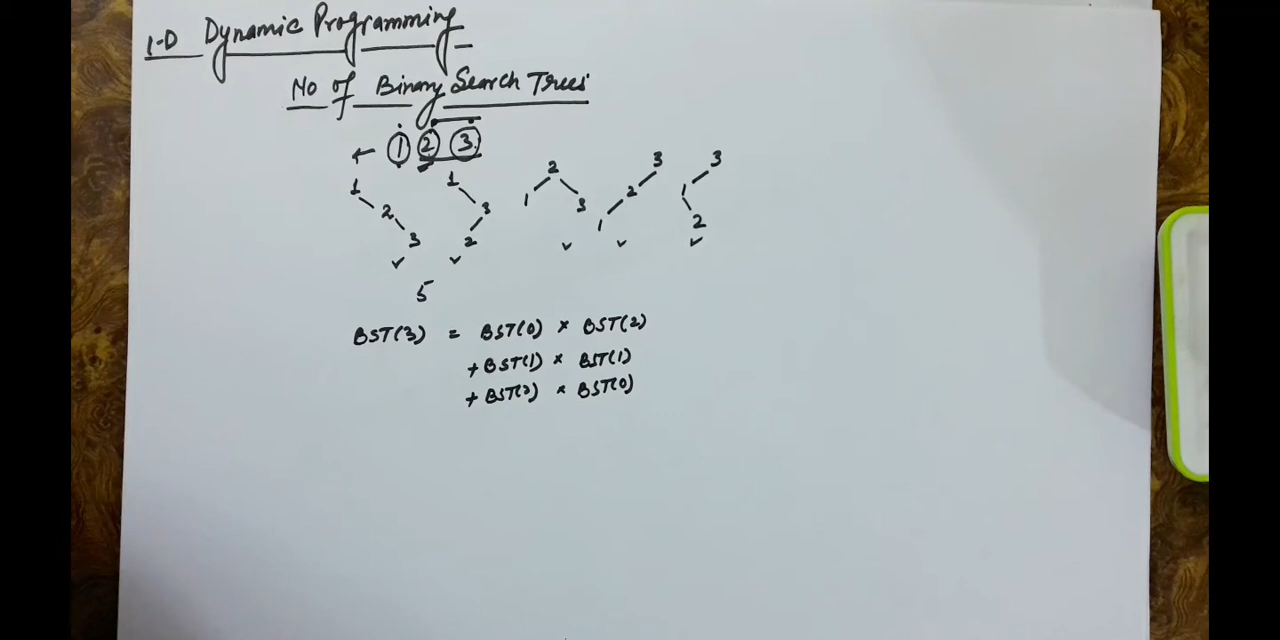 1-D Dynamic Programming
No of Binary Search Trees
← 1 2 3
1 1 2 3 3
2 3 1 3 2 1
3 2 1 2
✓ ✓ ✓ ✓ ✓
5
BST(3) = BST(0) × BST(2)
+ BST(1) × BST(1)
+ BST(2) × BST(0)